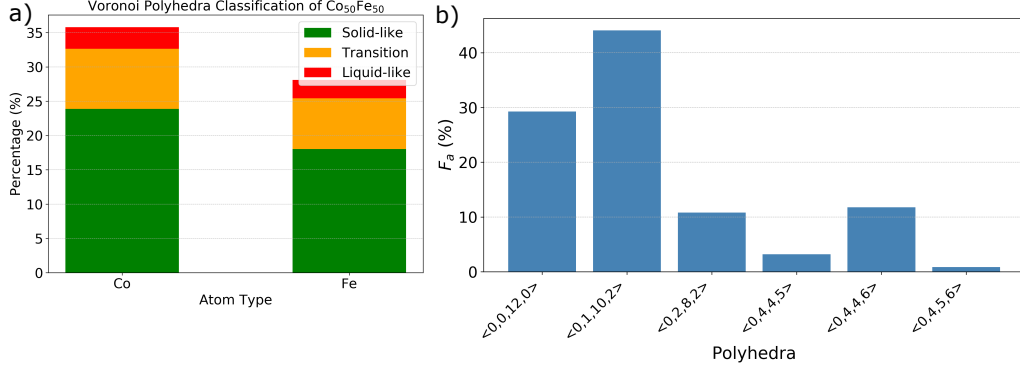 a)
Voronoi Polyhedra Classification of Co₅₀Fe₅₀
Solid-like
Transition
Liquid-like
Percentage (%)
35
30
25
20
15
10
5
0
Co
Fe
Atom Type
b)
Fₐ (%)
40
30
20
10
0
<0,0,12,0>
<0,1,10,2>
<0,2,8,2>
<0,4,4,5>
<0,4,4,6>
<0,4,5,6>
Polyhedra